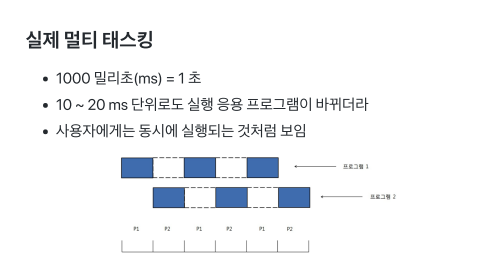 실제 멀티 태스킹
• 1000 밀리초(ms) = 1 초
• 10 ~ 20 ms 단위로도 실행 응용 프로그램이 바뀌더라
• 사용자에게는 동시에 실행되는 것처럼 보임
프로그램 1
프로그램 2
P1 P2 P1 P2 P1 P2